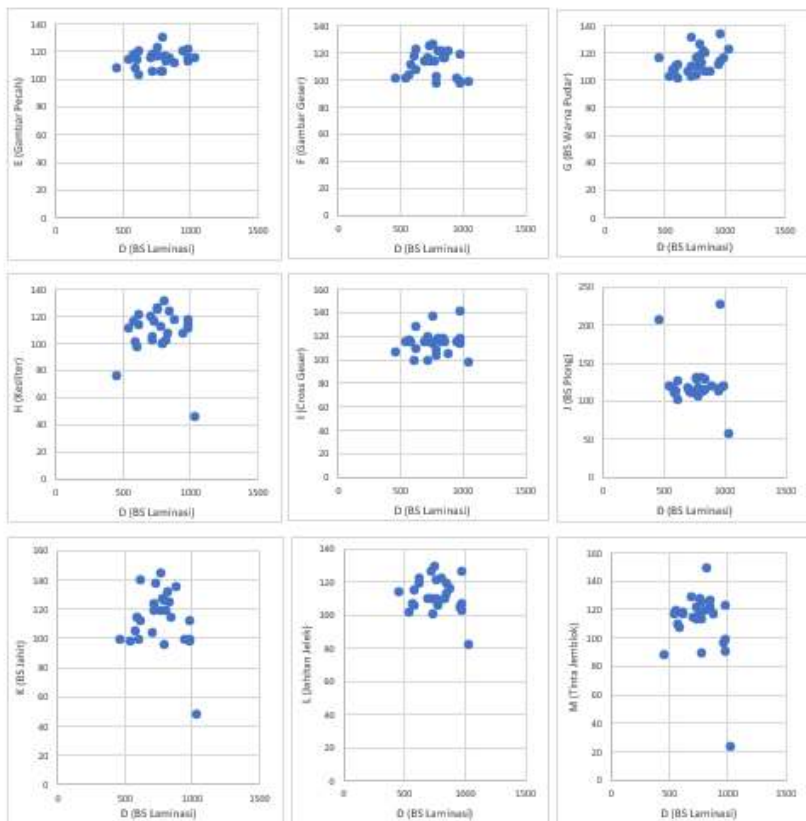 140
120
100
80
60
40
20
0
E (Gambar Pecah)
0 500 1000 1500
D (BS Laminasi)
140
120
100
80
60
40
20
0
F (Gambar Geser)
0 500 1000 1500
D (BS Laminasi)
140
120
100
80
60
40
20
0
G (BS Warna Pudar)
0 500 1000 1500
D (BS Laminasi)
140
120
100
80
60
40
20
0
H (Kesliter)
0 500 1000 1500
D (BS Laminasi)
160
140
120
100
80
60
40
20
0
I (Cross Geser)
0 500 1000 1500
D (BS Laminasi)
250
200
150
100
50
0
J (BS Plong)
0 500 1000 1500
D (BS Laminasi)
160
140
120
100
80
60
40
20
0
K (BS Jahir)
0 500 1000 1500
D (BS Laminasi)
140
120
100
80
60
40
20
0
L (Jahitan Jelek)
0 500 1000 1500
D (BS Laminasi)
160
140
120
100
80
60
40
20
0
M (Tinta Jemblok)
0 500 1000 1500
D (BS Laminasi)